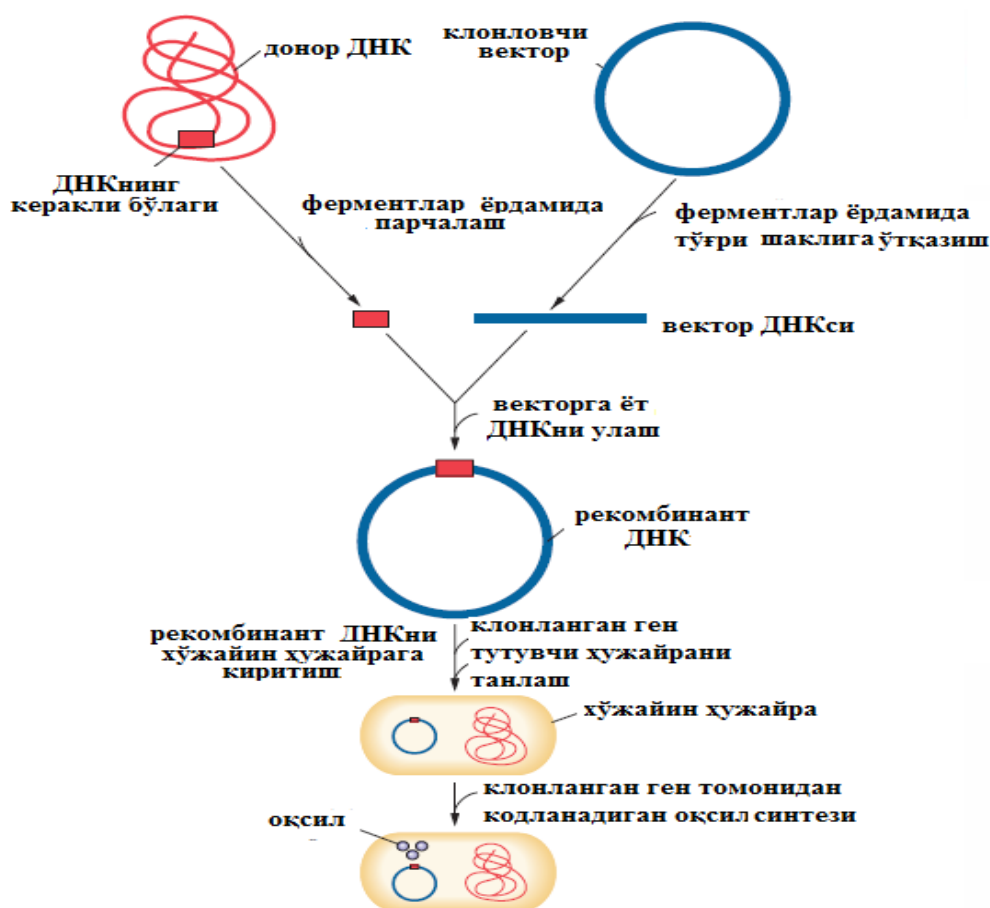 донор ДНК
клонловчи
вектор
ДНКнинг
керакли бўлаги
ферментлар ёрдамида
парчалаш
ферментлар ёрдамида
тўғри шаклига ўтқазиш
вектор ДНКси
векторга ёт
ДНКни улаш
рекомбинант
ДНК
рекомбинант ДНКни
хўжайин ҳужайрага
киритиш
клонланган ген
тутувчи ҳужайрани
танлаш
хўжайин ҳужайра
клонланган ген томонидан
кодланадиган оқсил синтези
оқсил